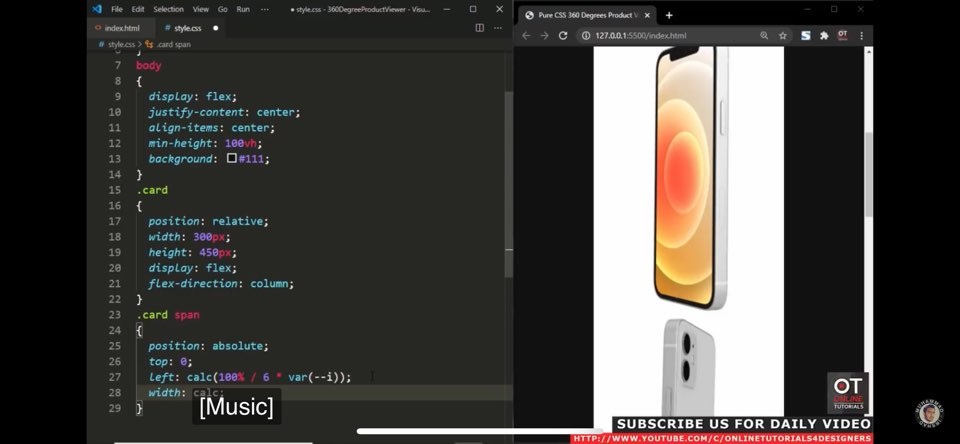 File Edit Selection View Go Run ··· ● style.css - 360DegreeProductViewer - Visu...
index.html
# style.css ●
# style.css > .card span
7 body
8 {
9 display: flex;
10 justify-content: center;
11 align-items: center;
12 min-height: 100vh;
13 background: #111;
14 }
15 .card
16 {
17 position: relative;
18 width: 300px;
19 height: 450px;
20 display: flex;
21 flex-direction: column;
22 }
23 .card span
24 {
25 position: absolute;
26 top: 0;
27 left: calc(100% / 6 * var(--i));
28 width: calc;
29 }
[Music]
Pure CSS 360 Degrees Product V
127.0.0.1:5500/index.html
OT
ONLINE
TUTORIALS
SUBSCRIBE US FOR DAILY VIDEO
HTTP://WWW.YOUTUBE.COM/C/ONLINETUTORIALS4DESIGNERS